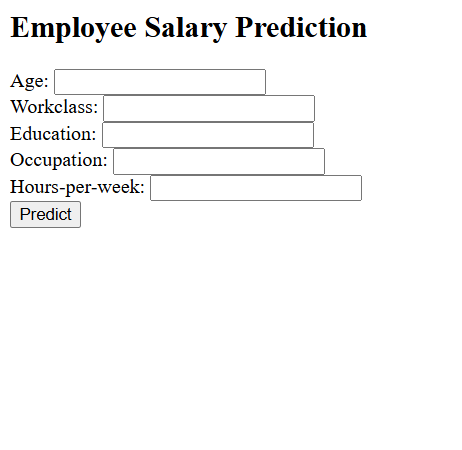 Employee Salary Prediction
Age:
Workclass:
Education:
Occupation:
Hours-per-week:
Predict